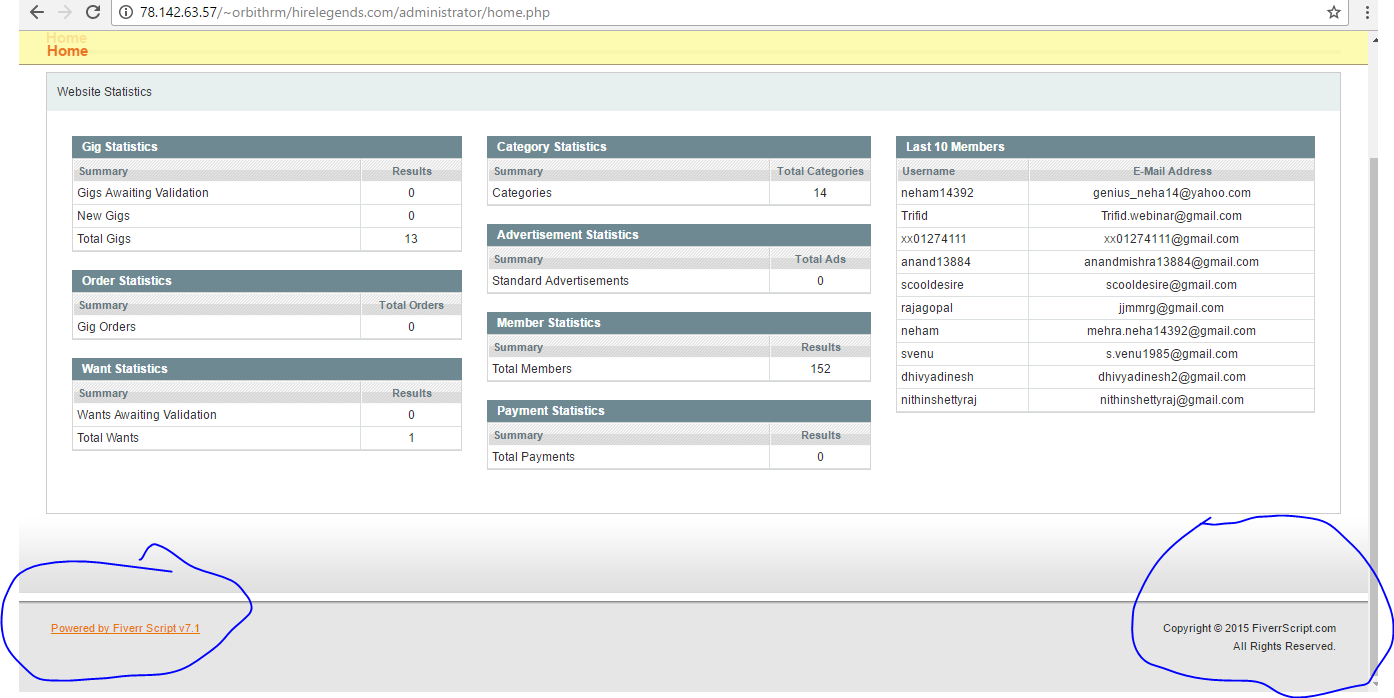 78.142.63.57/~orbithrm/hirelegends.com/administrator/home.php
Home
Home
Website Statistics
Gig Statistics
Summary Results
Gigs Awaiting Validation 0
New Gigs 0
Total Gigs 13
Order Statistics
Summary Total Orders
Gig Orders 0
Want Statistics
Summary Results
Wants Awaiting Validation 0
Total Wants 1
Category Statistics
Summary Total Categories
Categories 14
Advertisement Statistics
Summary Total Ads
Standard Advertisements 0
Member Statistics
Summary Results
Total Members 152
Payment Statistics
Summary Results
Total Payments 0
Last 10 Members
Username E-Mail Address
neham14392 genius_neha14@yahoo.com
Trifid Trifid.webinar@gmail.com
xx01274111 xx01274111@gmail.com
anand13884 anandmishra13884@gmail.com
scooldesire scooldesire@gmail.com
rajagopal jjmmrg@gmail.com
neham mehra.neha14392@gmail.com
svenu s.venu1985@gmail.com
dhivyadinesh dhivyadinesh2@gmail.com
nithinshettyraj nithinshettyraj@gmail.com
Powered by Fiverr Script v7.1
Copyright © 2015 FiverrScript.com
All Rights Reserved.